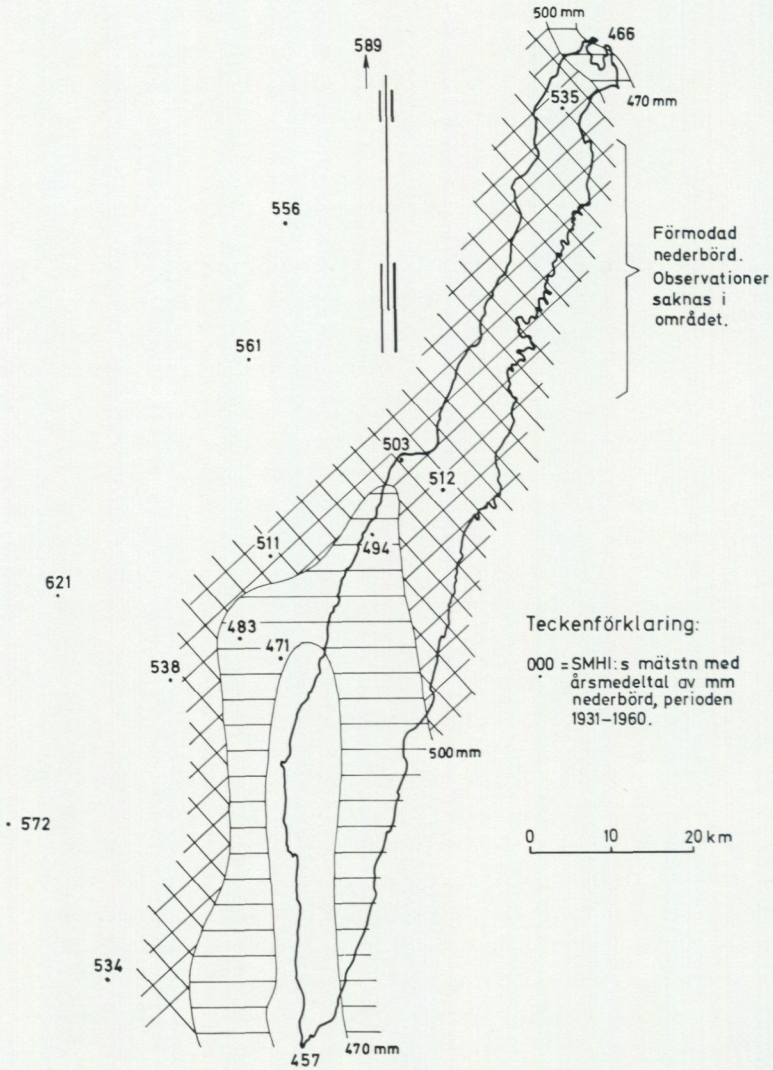 500 mm
466
589
535
470 mm
556
Förmodad
nederbörd.
Observationer
saknas i
området.
561
503
512
511
494
621
483
471
538
Teckenförklaring:
000 = SMHI:s mätstn med
årsmedeltal av mm
nederbörd, perioden
1931–1960.
500 mm
572
0 10 20 km
534
457
470 mm